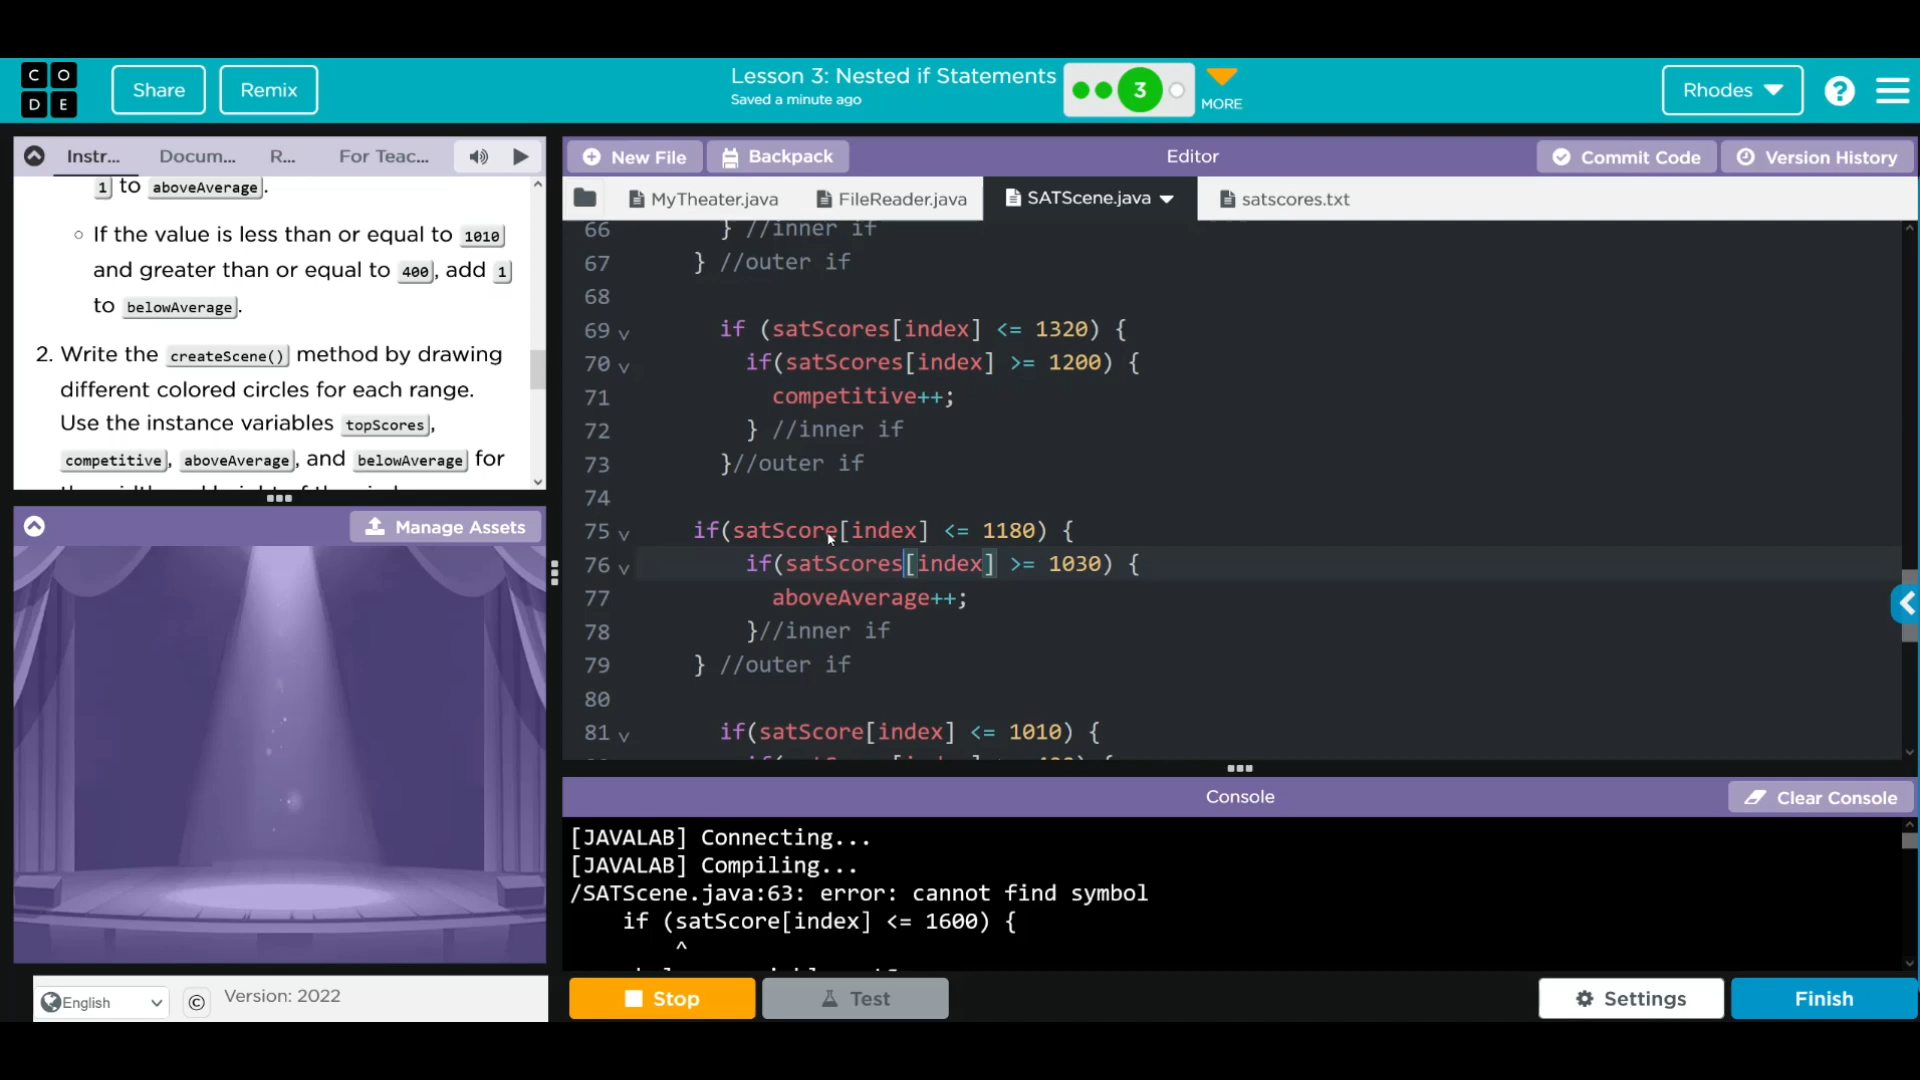 C O
D E
Share
Remix
Lesson 3: Nested if Statements
Saved a minute ago
3
MORE
Rhodes
?
Instr...
Docum...
R...
For Teac...
1 to aboveAverage.
If the value is less than or equal to 1010
and greater than or equal to 400, add 1
to belowAverage.
2. Write the createScene() method by drawing
different colored circles for each range.
Use the instance variables topScores,
competitive, aboveAverage, and belowAverage for
Manage Assets
English
©
Version: 2022
New File
Backpack
Editor
Commit Code
Version History
MyTheater.java
FileReader.java
SATScene.java
satscores.txt
66 } //inner if
67 } //outer if
68
69 if (satScores[index] <= 1320) {
70 if(satScores[index] >= 1200) {
71 competitive++;
72 } //inner if
73 }//outer if
74
75 if(satScore[index] <= 1180) {
76 if(satScores[index] >= 1030) {
77 aboveAverage++;
78 }//inner if
79 } //outer if
80
81 if(satScore[index] <= 1010) {
Console
Clear Console
[JAVALAB] Connecting...
[JAVALAB] Compiling...
/SATScene.java:63: error: cannot find symbol
if (satScore[index] <= 1600) {
^
Stop
Test
Settings
Finish